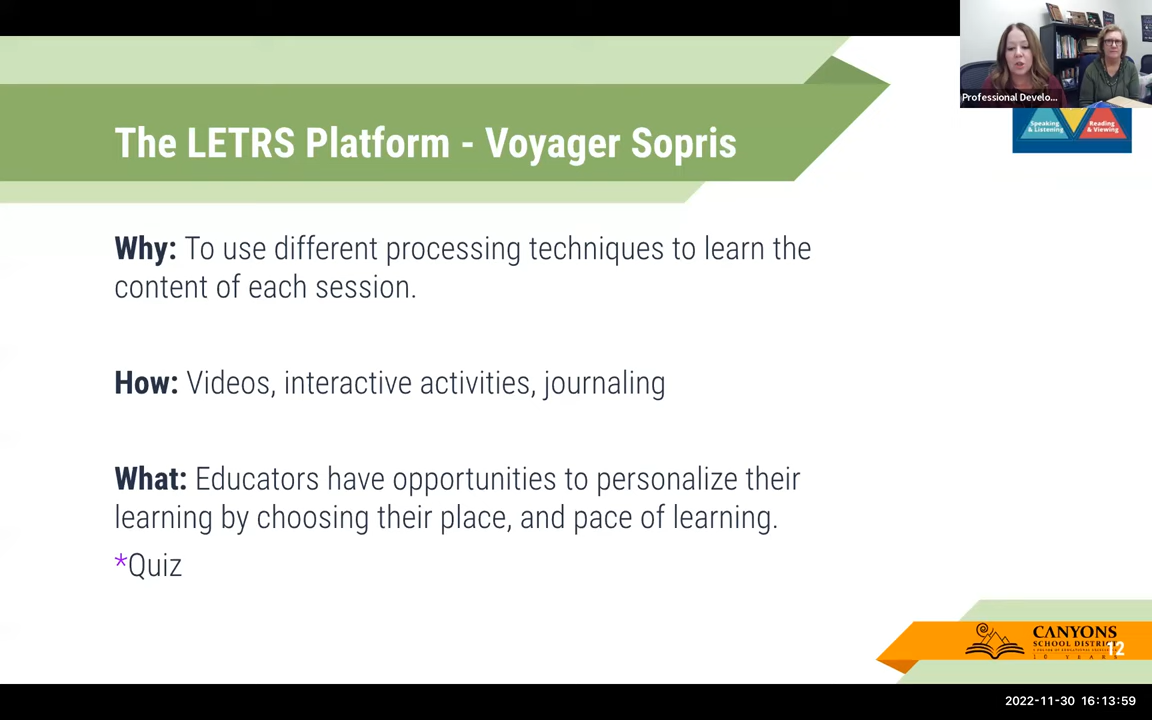 Professional Develo...
Speaking
& Listening
Reading
& Viewing
The LETRS Platform - Voyager Sopris
Why: To use different processing techniques to learn the
content of each session.
How: Videos, interactive activities, journaling
What: Educators have opportunities to personalize their
learning by choosing their place, and pace of learning.
*Quiz
CANYONS
SCHOOL DISTRICT
10 YEARS
12
2022-11-30 16:13:59